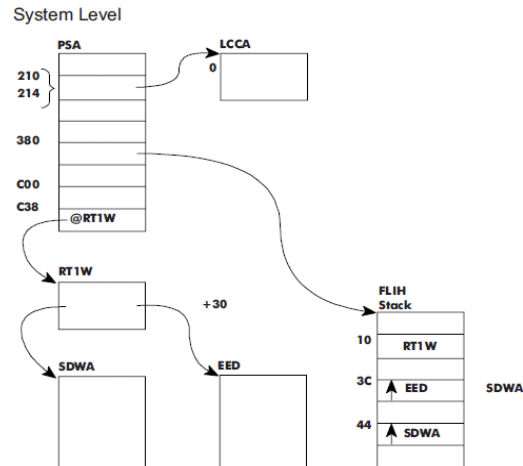 System Level
PSA
LCCA
0
210
214
380
C00
C38
@RT1W
RT1W
+30
FLIH
Stack
10
RT1W
SDWA
EED
3C
EED
SDWA
44
SDWA